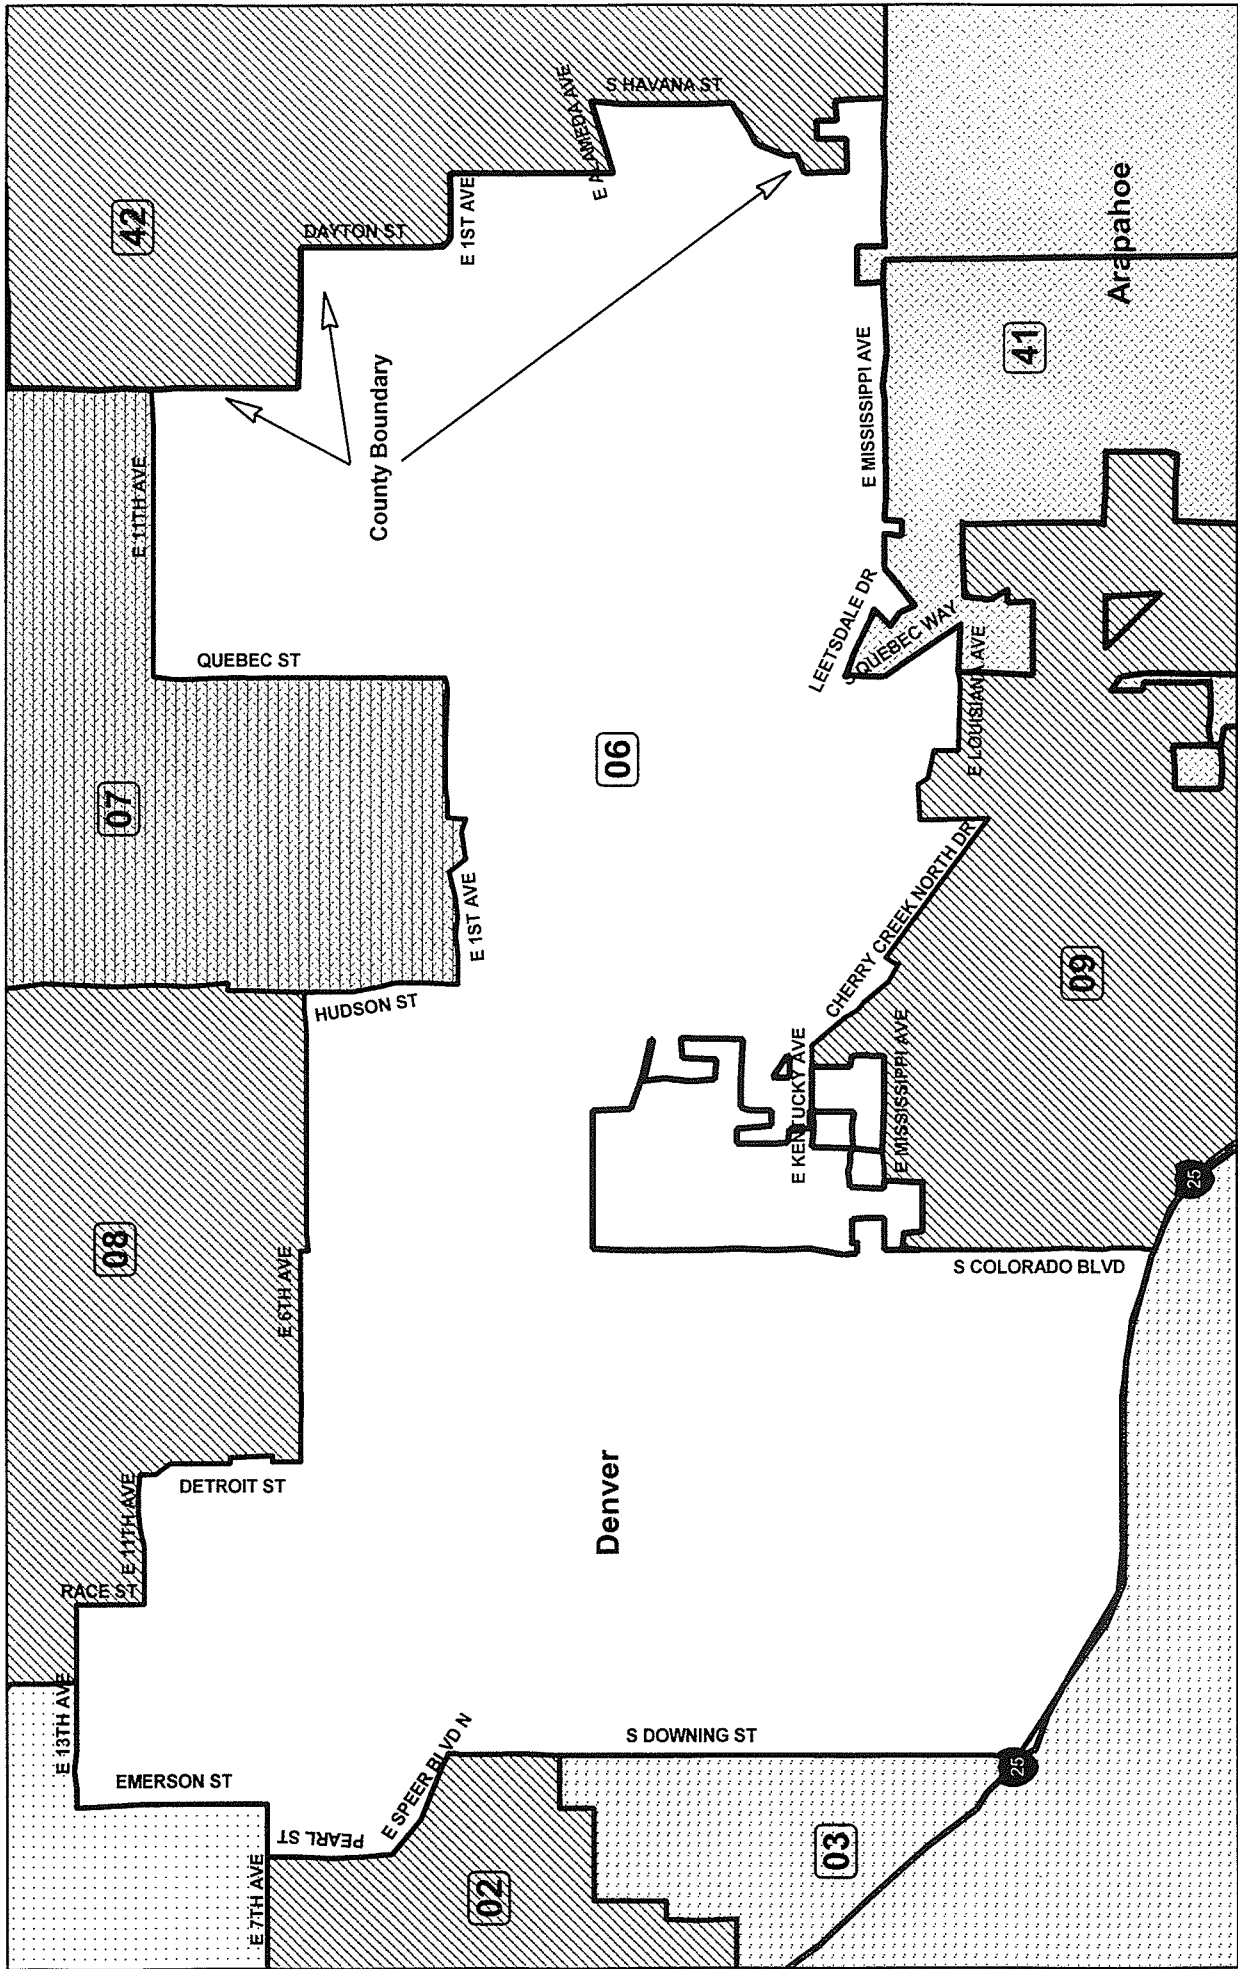 42
S HAVANA ST
E ALAMEDA AVE
DAYTON ST
E 1ST AVE
County Boundary
Arapahoe
41
E MISSISSIPPI AVE
E 11TH AVE
QUEBEC ST
LEETSDALE DR
S QUEBEC WAY
E LOUISIANA AVE
07
06
E 1ST AVE
HUDSON ST
CHERRY CREEK NORTH DR
09
E KENTUCKY AVE
E MISSISSIPPI AVE
08
E 6TH AVE
S COLORADO BLVD
25
DETROIT ST
E 11TH AVE
RACE ST
Denver
E 13TH AVE
EMERSON ST
S DOWNING ST
25
E SPEER BLVD N
PEARL ST
E 7TH AVE
02
03